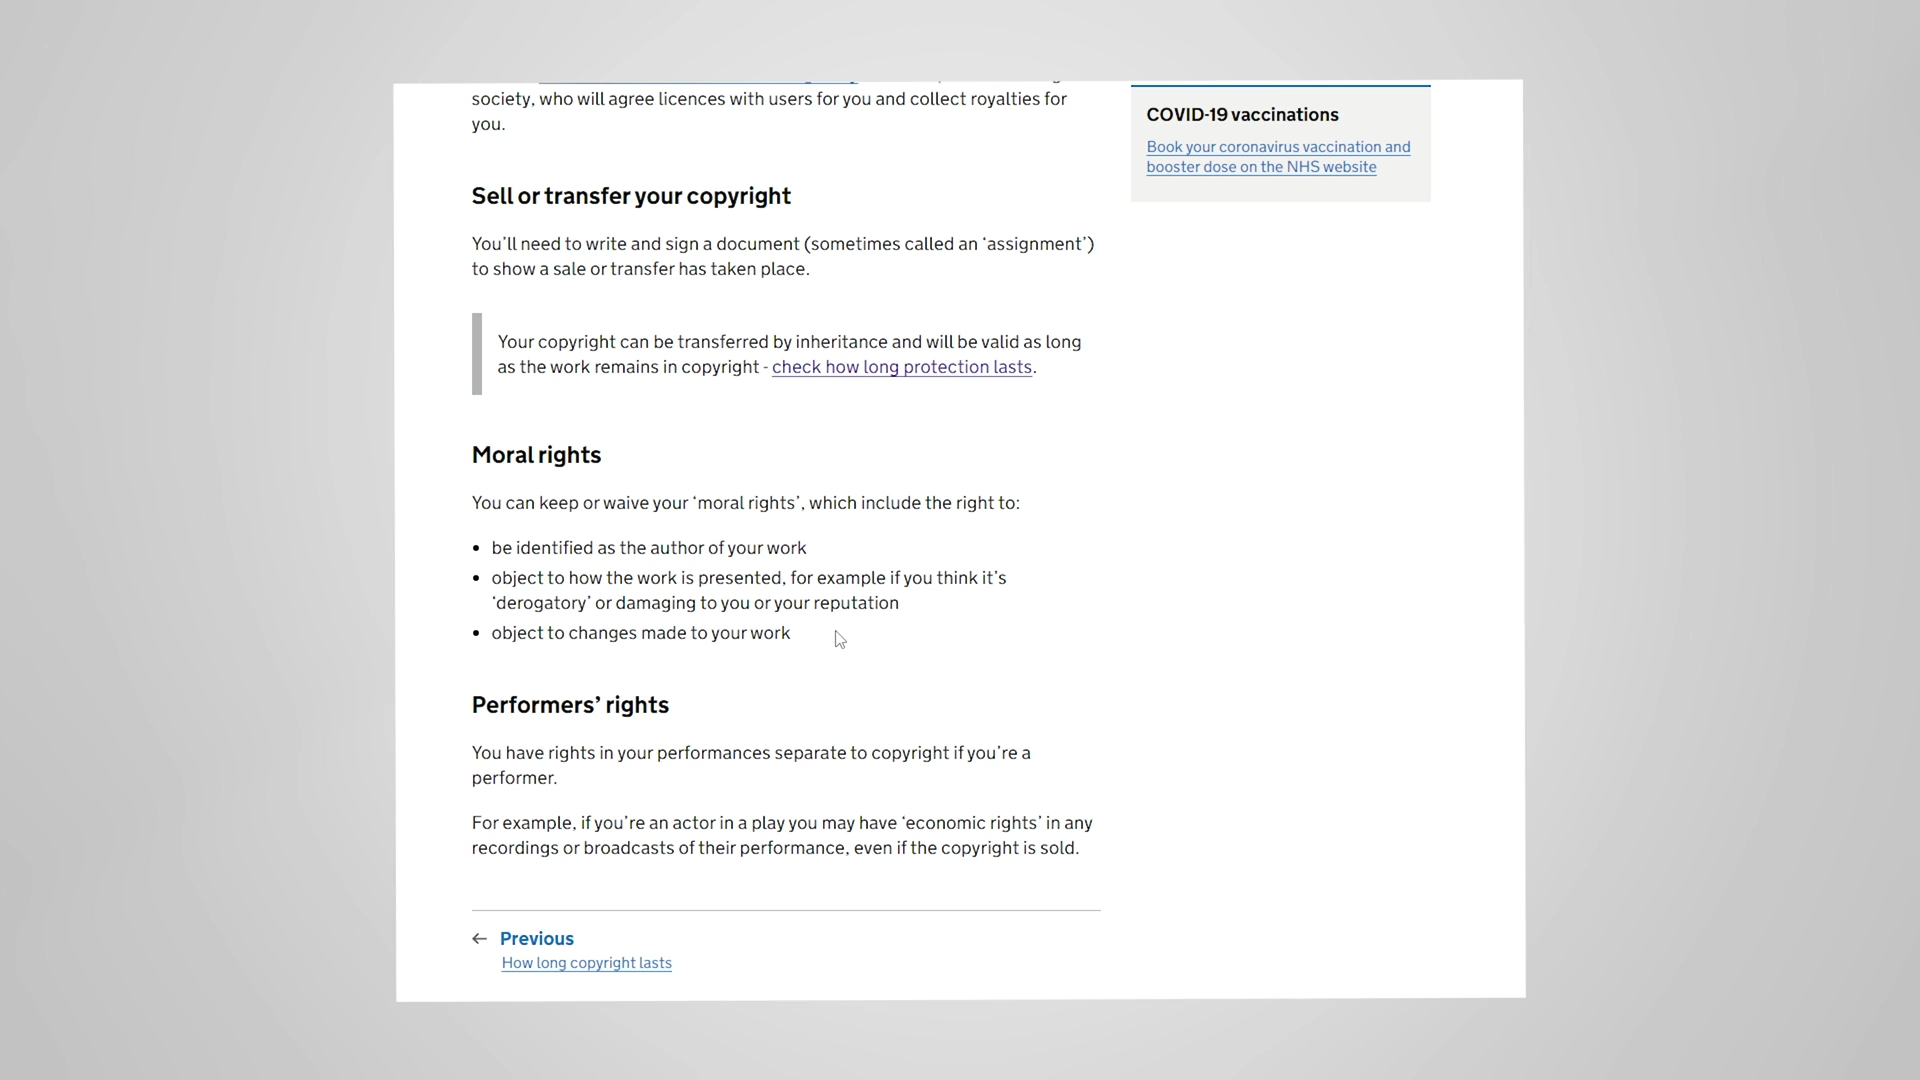 society, who will agree licences with users for you and collect royalties for
you.
Sell or transfer your copyright
You'll need to write and sign a document (sometimes called an ‘assignment’)
to show a sale or transfer has taken place.
Your copyright can be transferred by inheritance and will be valid as long
as the work remains in copyright - check how long protection lasts.
Moral rights
You can keep or waive your ‘moral rights’, which include the right to:
• be identified as the author of your work
• object to how the work is presented, for example if you think it’s
‘derogatory’ or damaging to you or your reputation
• object to changes made to your work
Performers’ rights
You have rights in your performances separate to copyright if you’re a
performer.
For example, if you’re an actor in a play you may have ‘economic rights’ in any
recordings or broadcasts of their performance, even if the copyright is sold.
← Previous
How long copyright lasts
COVID-19 vaccinations
Book your coronavirus vaccination and
booster dose on the NHS website